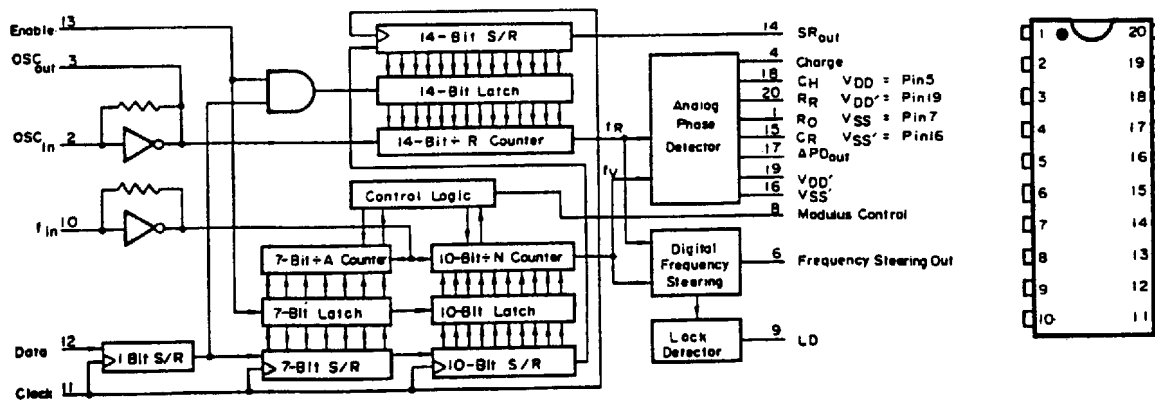 Enable 13
OSCout 3
OSCin 2
fin 10
Data 12
Clock 11
14-Bit S/R
14-Bit Latch
14-Bit ÷ R Counter
Control Logic
7-Bit ÷ A Counter
10-Bit ÷ N Counter
7-Bit Latch
10-Bit Latch
1 Bit S/R
7-Bit S/R
10-Bit S/R
fR
fV
Analog
Phase
Detector
Digital
Frequency
Steering
Lock
Detector
14 SRout
4 Charge
18 CH VDD = Pin5
20 RR VDD' = Pin19
1 RO VSS = Pin7
15 CR VSS' = Pin16
17 APDout
19 VDD'
16 VSS'
8 Modulus Control
6 Frequency Steering Out
9 LD
1 20
2 19
3 18
4 17
5 16
6 15
7 14
8 13
9 12
10 11